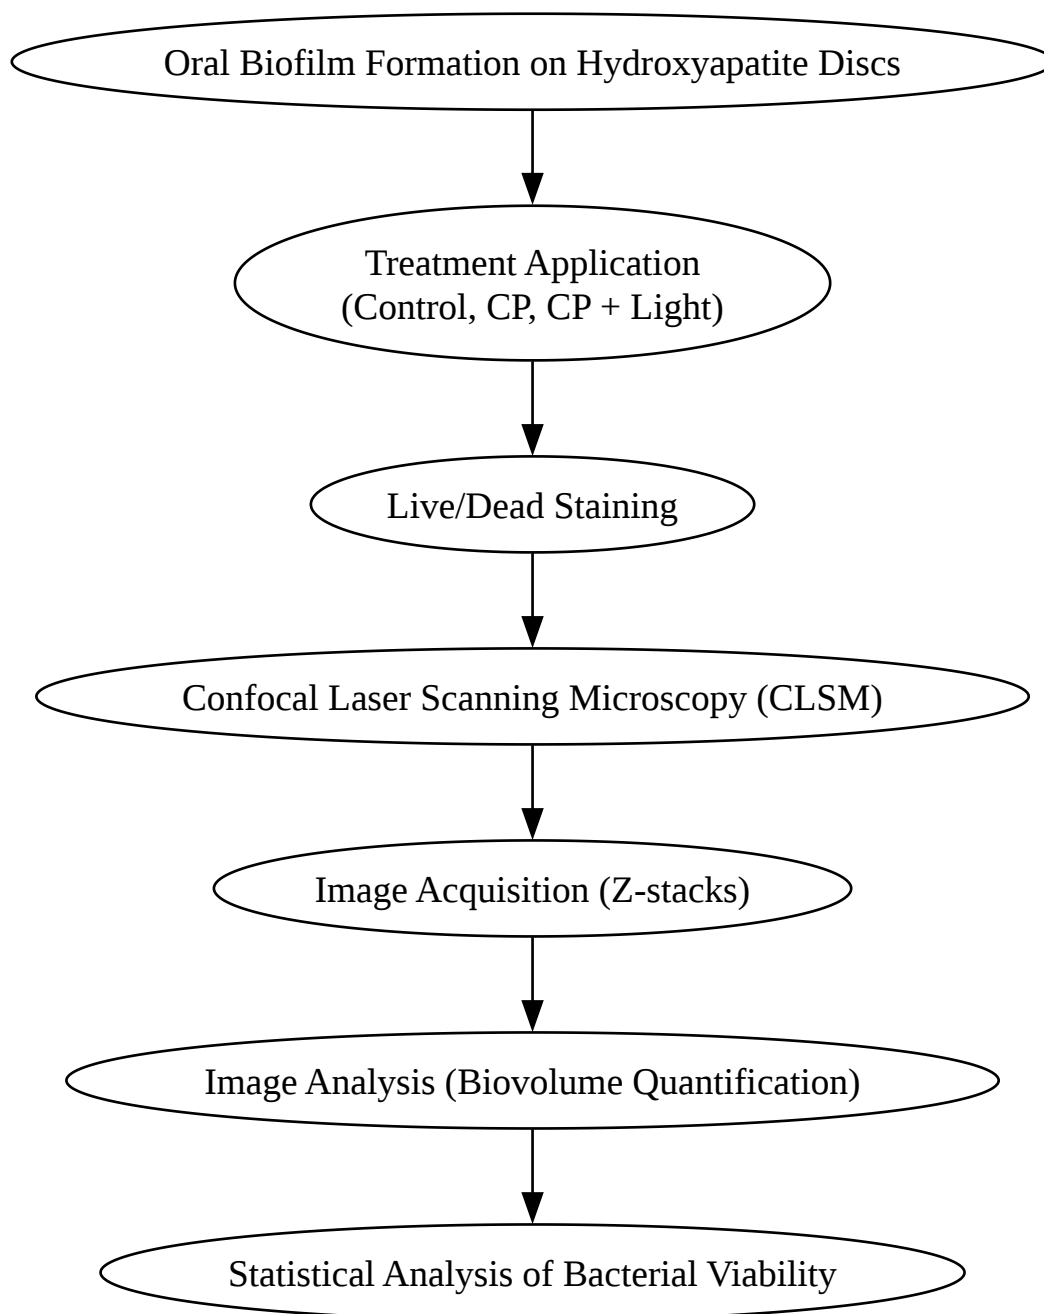 Oral Biofilm Formation on Hydroxyapatite Discs
Treatment Application
(Control, CP, CP + Light)
Live/Dead Staining
Confocal Laser Scanning Microscopy (CLSM)
Image Acquisition (Z-stacks)
Image Analysis (Biovolume Quantification)
Statistical Analysis of Bacterial Viability